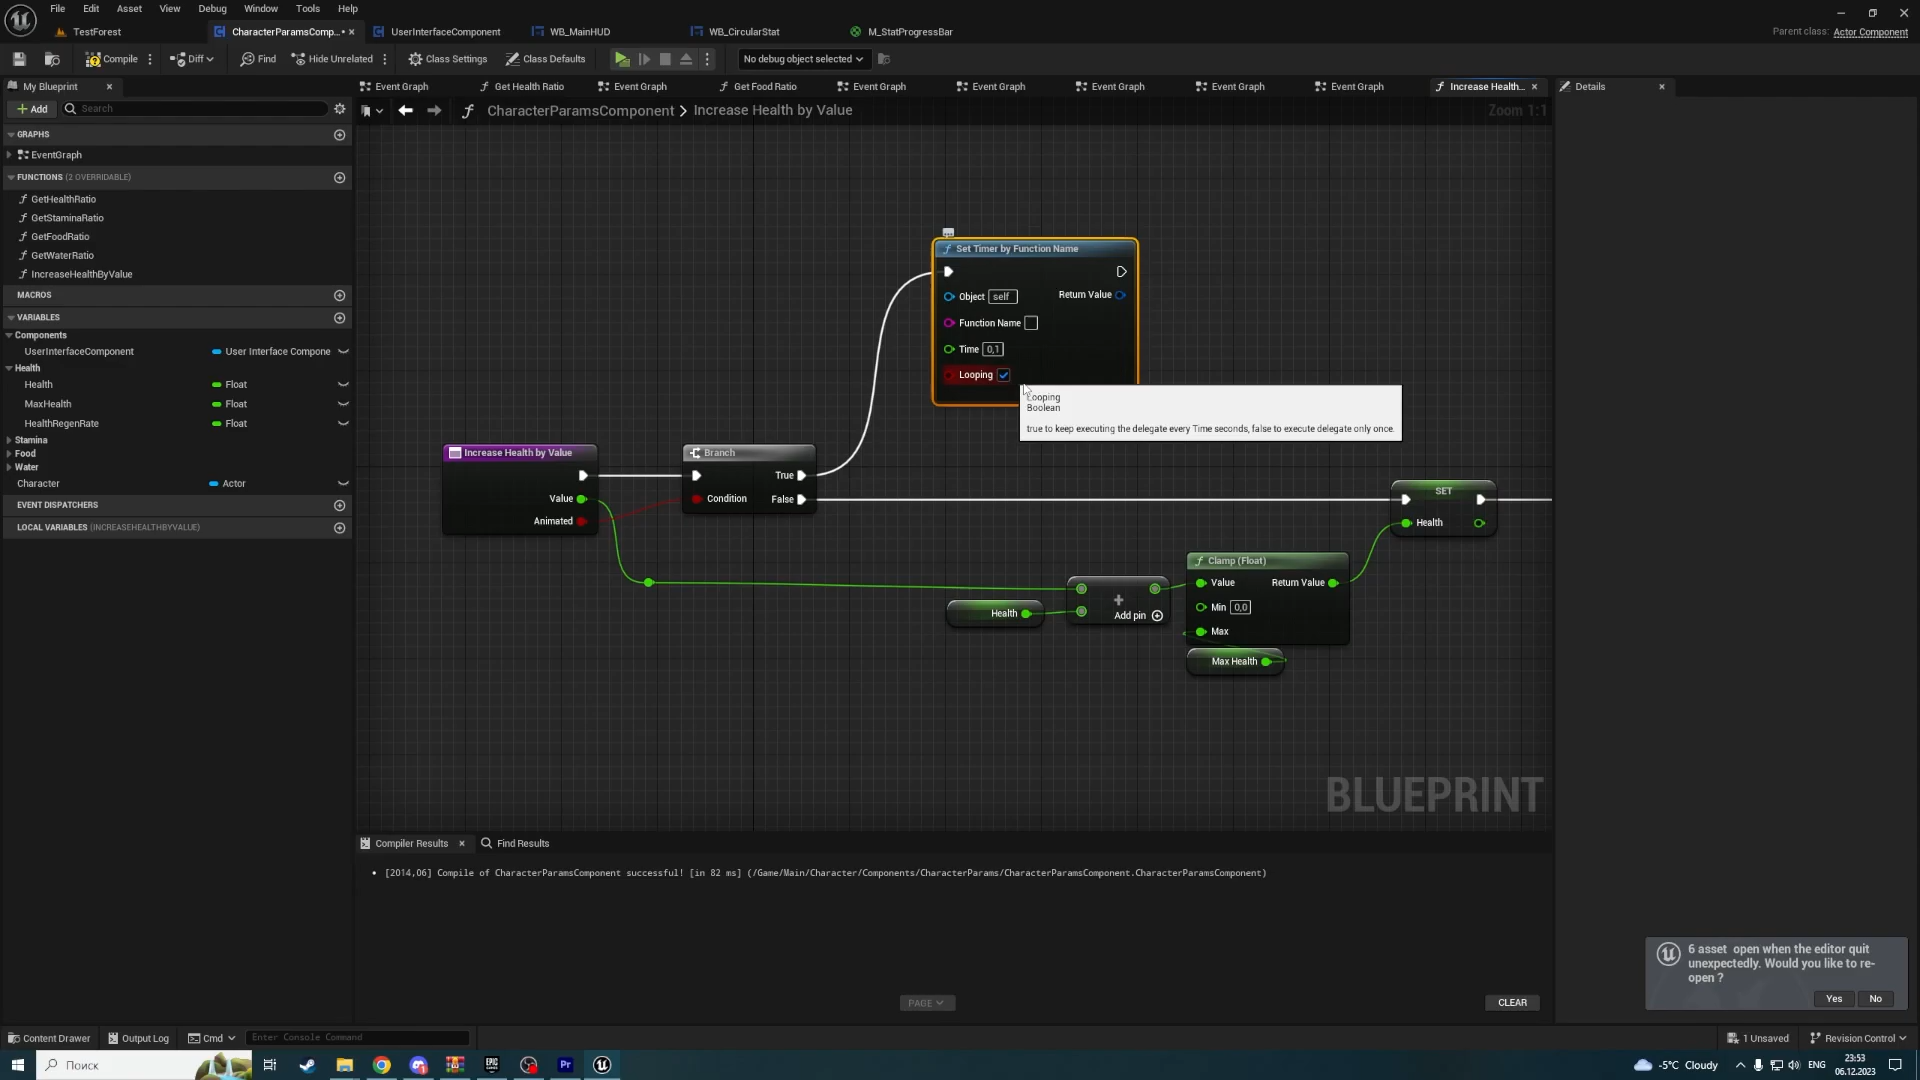 File Edit Asset View Debug Window Tools Help
TestForest CharacterParamsComp...• UserInterfaceComponent WB_MainHUD WB_CircularStat M_StatProgressBar
Parent class: Actor Component
Compile Diff Find Hide Unrelated Class Settings Class Defaults No debug object selected
My Blueprint Event Graph Get Health Ratio Event Graph Get Food Ratio Event Graph Event Graph Event Graph Event Graph Event Graph Increase Health... Details
Add Search
CharacterParamsComponent > Increase Health by Value Zoom 1:1
GRAPHS
EventGraph
FUNCTIONS (2 OVERRIDABLE)
GetHealthRatio
GetStaminaRatio
GetFoodRatio
GetWaterRatio
IncreaseHealthByValue
MACROS
VARIABLES
Components
UserInterfaceComponent User Interface Compone
Health
Health Float
MaxHealth Float
HealthRegenRate Float
Stamina
Food
Water
Character Actor
EVENT DISPATCHERS
LOCAL VARIABLES (INCREASEHEALTHBYVALUE)
Set Timer by Function Name
Object self Return Value
Function Name
Time 0,1
Looping
Looping
Boolean
true to keep executing the delegate every Time seconds, false to execute delegate only once.
Increase Health by Value
Value
Animated
Branch
True
Condition False
SET
Health
Clamp (Float)
Value Return Value
Min 0,0
Max
Health
Add pin
Max Health
BLUEPRINT
Compiler Results Find Results
• [2014,06] Compile of CharacterParamsComponent successful! [in 82 ms] (/Game/Main/Character/Components/CharacterParams/CharacterParamsComponent.CharacterParamsComponent)
6 asset open when the editor quit
unexpectedly. Would you like to re-
open ?
Yes No
PAGE CLEAR
Content Drawer Output Log Cmd Enter Console Command 1 Unsaved Revision Control
Поиск Pr -5°C Cloudy ENG 23:53
06.12.2023